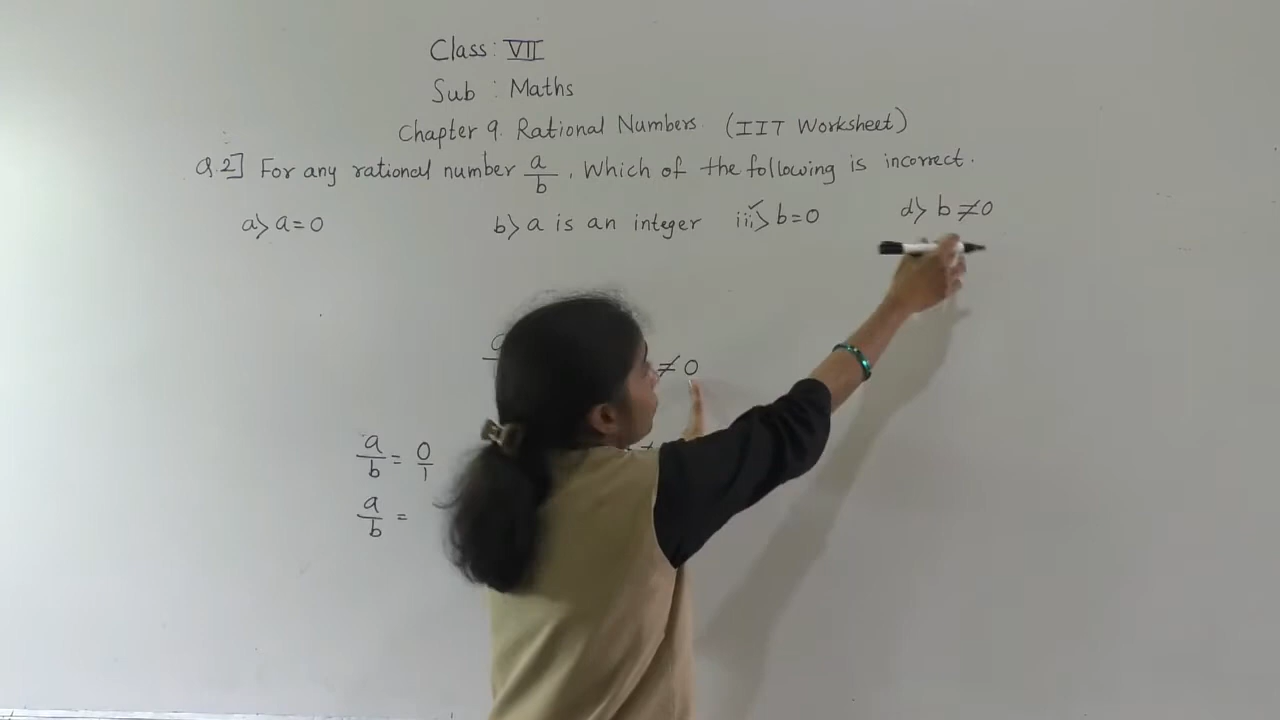 Class: VII
Sub : Maths
Chapter 9. Rational Numbers. (IIT Worksheet)
Q.2] For any rational number a/b, Which of the following is incorrect.
a> a=0 b> a is an integer iii> ✓ b=0 d> b≠0
≠0
a/b = 0/1
a/b =